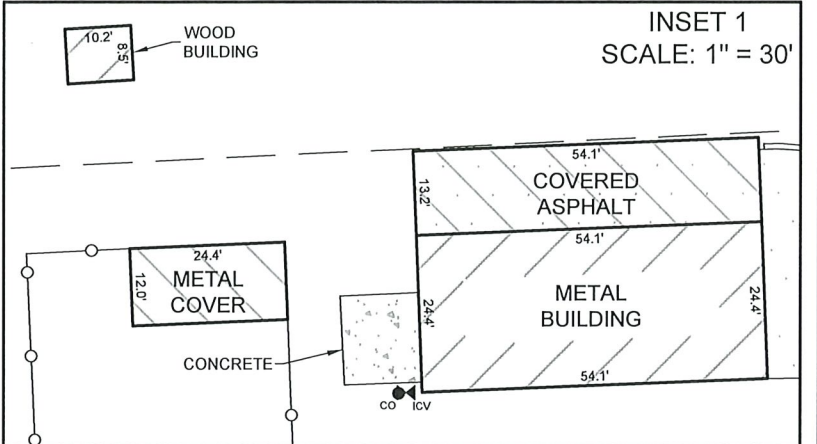 INSET 1
SCALE: 1" = 30'
WOOD
BUILDING
10.2'
8.5'
54.1'
COVERED
ASPHALT
13.2'
54.1'
24.4'
METAL
COVER
12.0'
METAL
BUILDING
24.4'
24.4'
54.1'
CONCRETE
CO
ICV